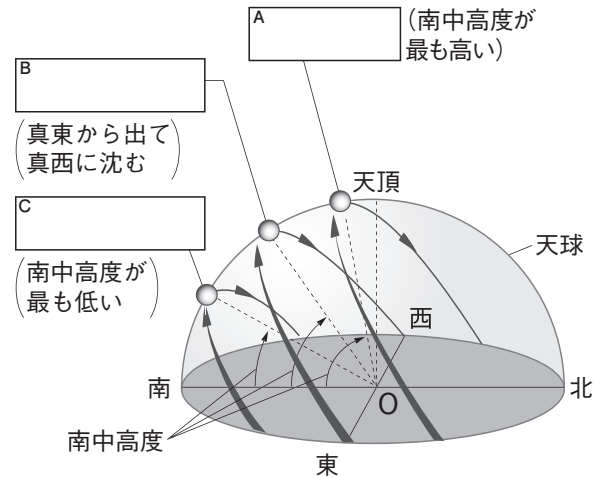 A
(南中高度が
最も高い)
B
(真東から出て
真西に沈む)
C
(南中高度が
最も低い)
天頂
天球
西
南
北
O
南中高度
東